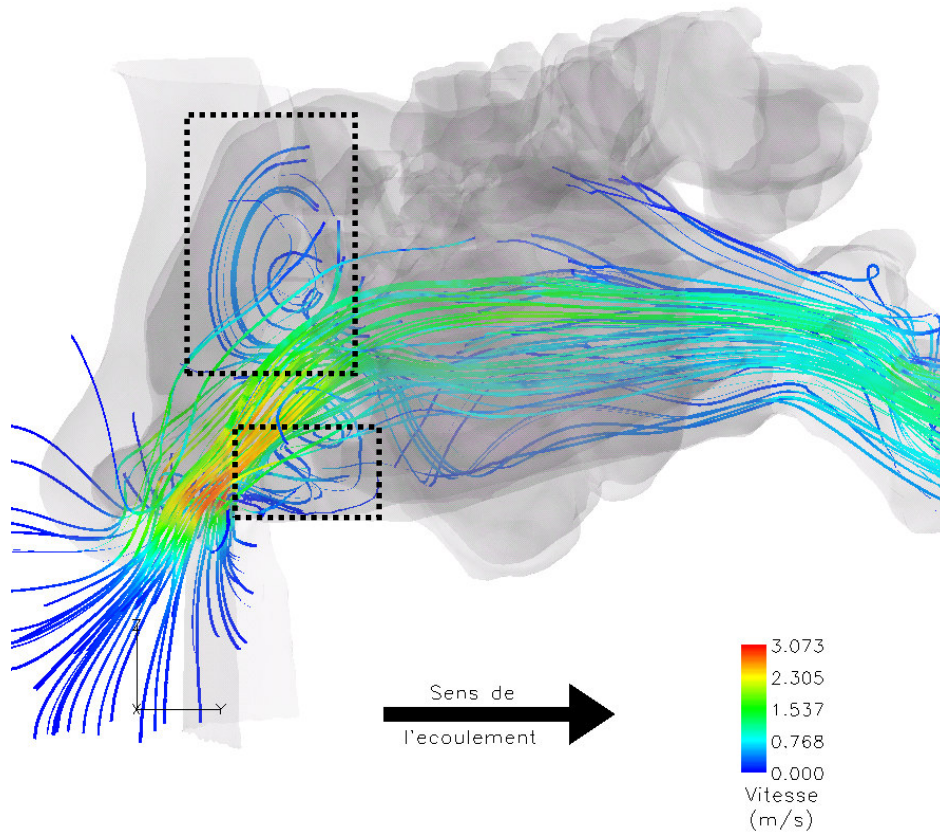 Z
X
Y
Sens de
l'ecoulement
3.073
2.305
1.537
0.768
0.000
Vitesse
(m/s)